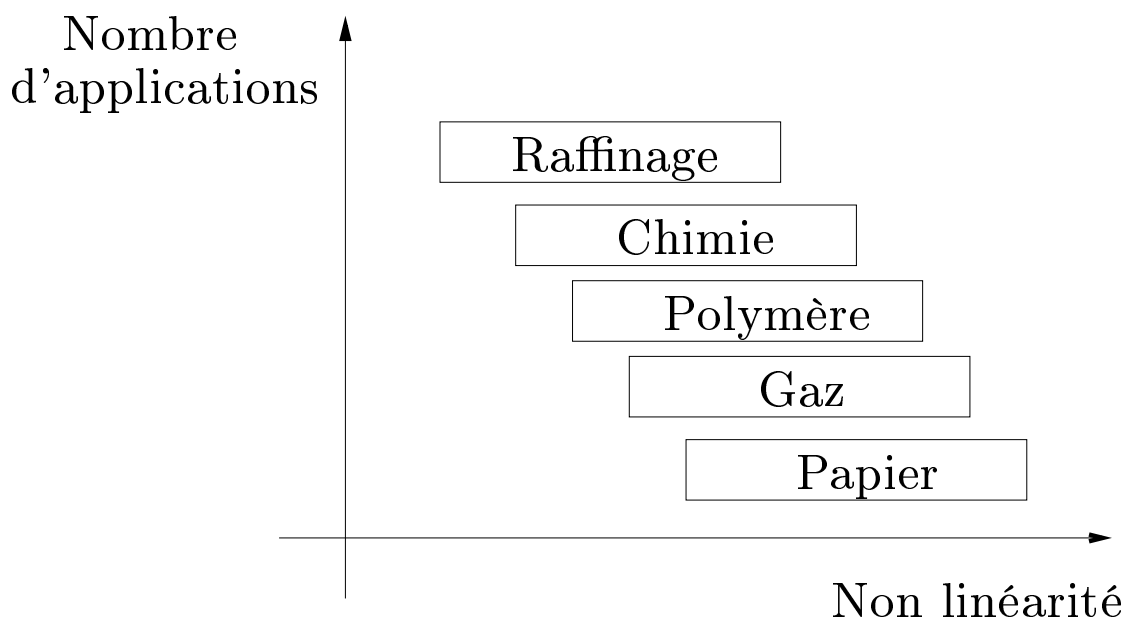 Nombre
d'applications
Raffinage
Chimie
Polymère
Gaz
Papier
Non linéarité